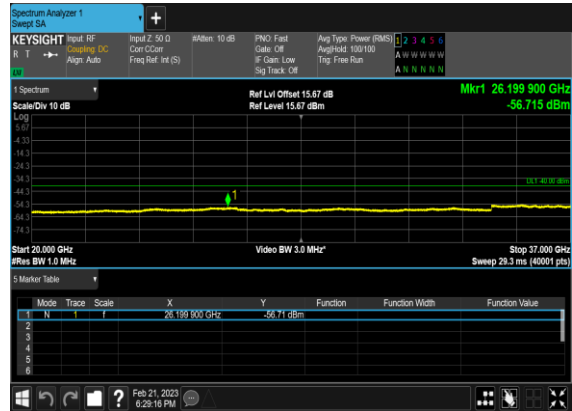 Spectrum Analyzer 1
Swept SA
+
KEYSIGHT Input: RF Input Z: 50 Ω #Atten: 10 dB PNO: Fast Avg Type: Power (RMS) 1 2 3 4 5 6
R T Coupling: DC Corr CCorr Gate: Off Avg|Hold: 100/100 A W W W W W
Align: Auto Freq Ref: Int (S) IF Gain: Low Trig: Free Run
Sig Track: Off A N N N N N
1 Spectrum
Ref Lvl Offset 15.67 dB Mkr1 26.199 900 GHz
Scale/Div 10 dB Ref Level 15.67 dBm -56.715 dBm
Log
5.67
-4.33
-14.3
-24.3
-34.3
DL1 -40.00 dBm
-44.3
1
-54.3
-64.3
-74.3
Start 20.000 GHz Video BW 3.0 MHz* Stop 37.000 GHz
#Res BW 1.0 MHz Sweep 29.3 ms (40001 pts)
5 Marker Table
Mode Trace Scale X Y Function Function Width Function Value
1 N 1 f 26.199 900 GHz -56.71 dBm
2
3
4
5
6
? Feb 21, 2023
6:29:16 PM